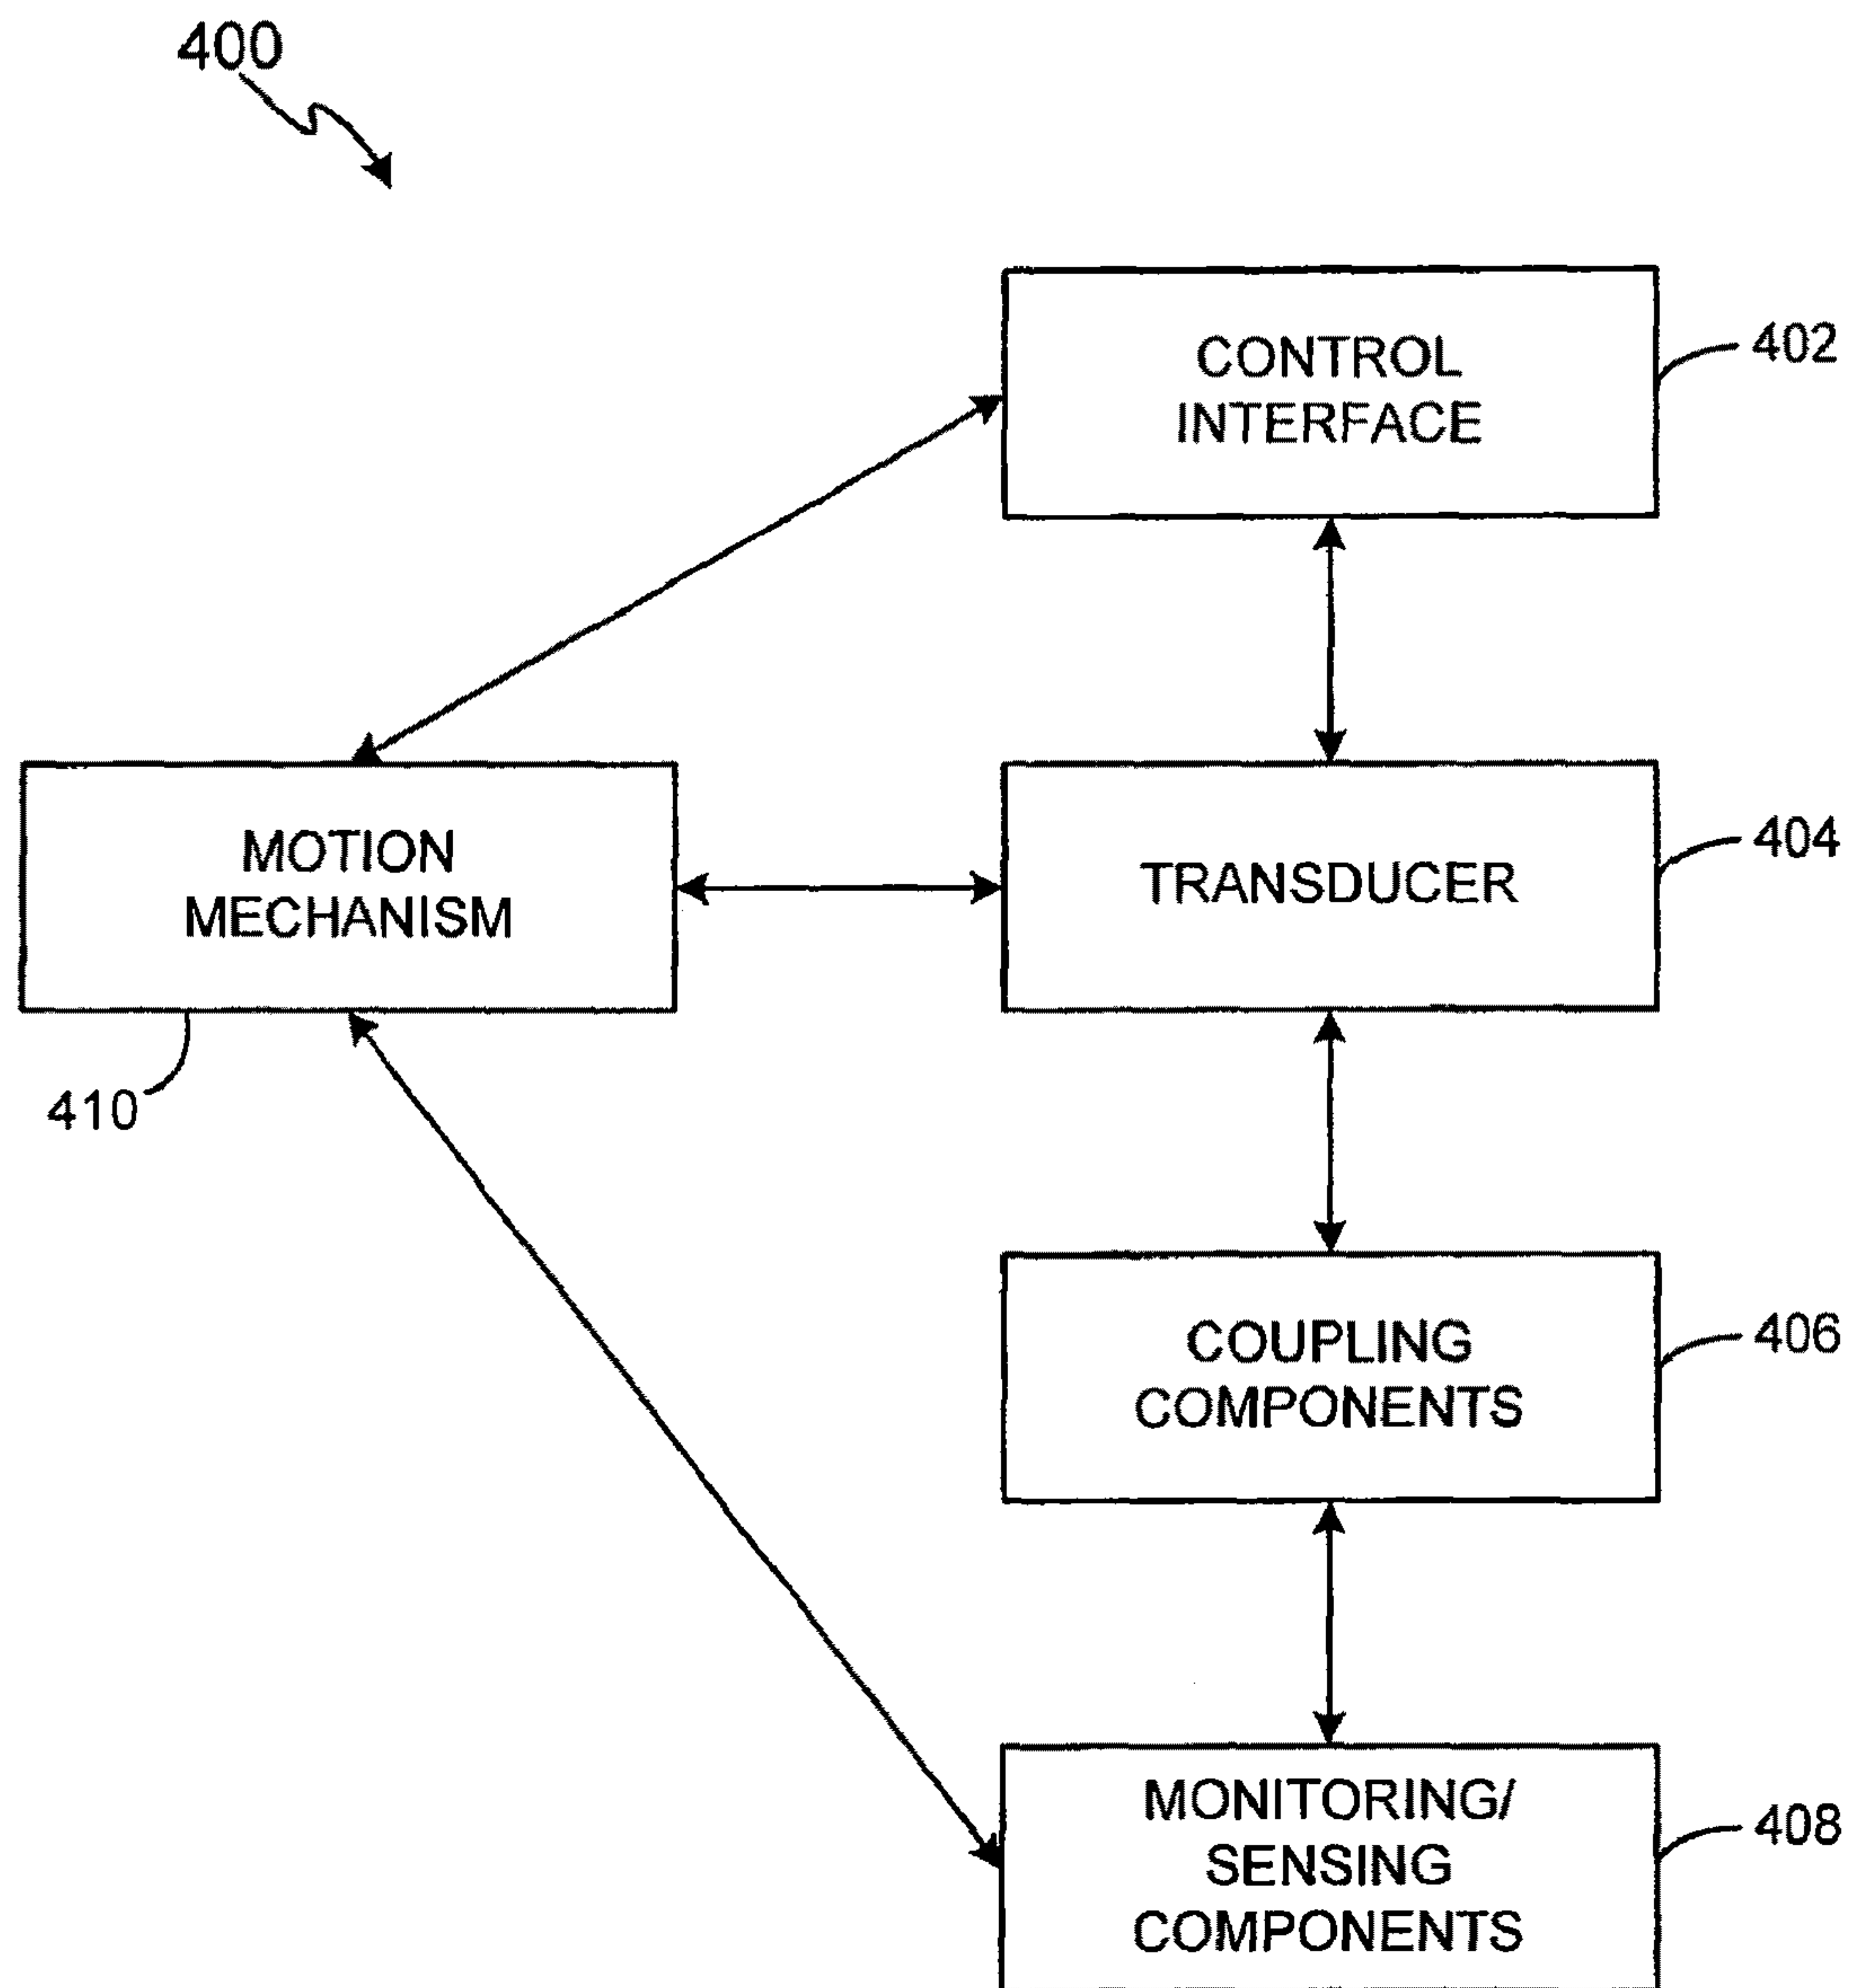 400
CONTROL
INTERFACE
402
MOTION
MECHANISM
410
TRANSDUCER
404
COUPLING
COMPONENTS
406
MONITORING/
SENSING
COMPONENTS
408